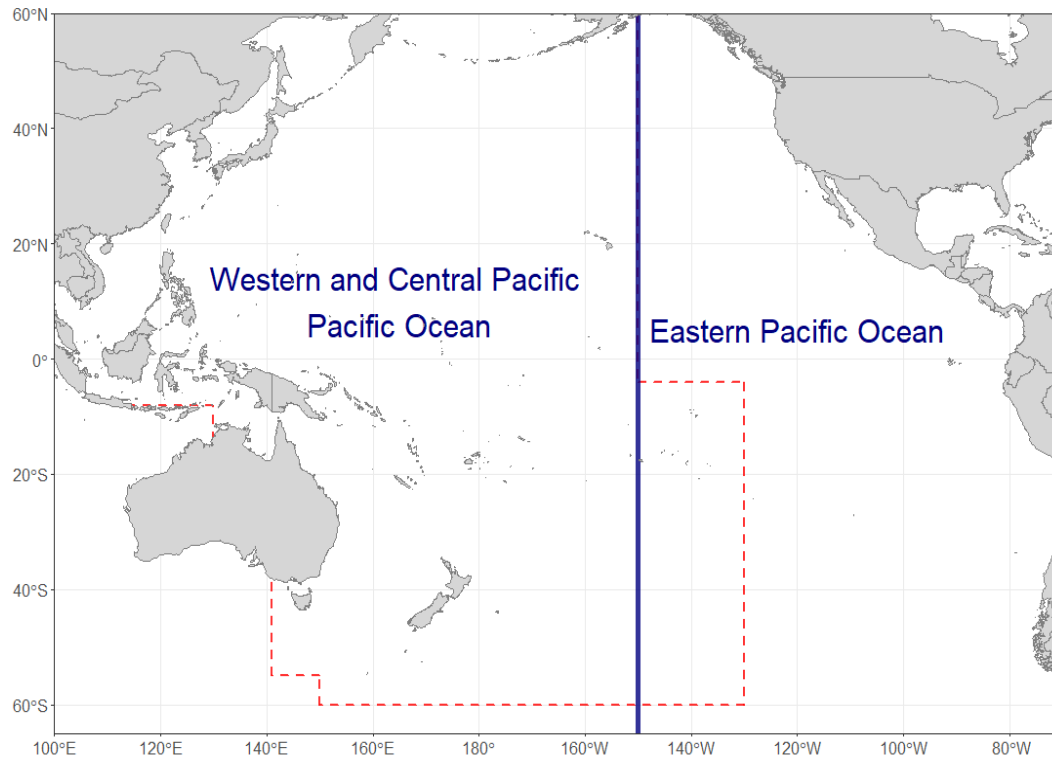 60°N
40°N
20°N
0°
20°S
40°S
60°S
Western and Central Pacific
Pacific Ocean
Eastern Pacific Ocean
100°E 120°E 140°E 160°E 180° 160°W 140°W 120°W 100°W 80°W